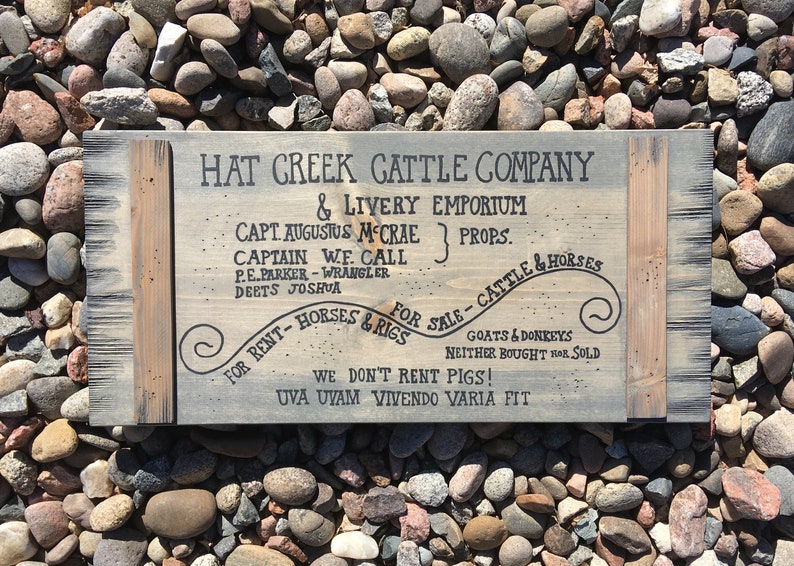 HAT CREEK CATTLE COMPANY
& LIVERY EMPORIUM
CAPT. AUGUSTUS McCRAE } PROPS.
CAPTAIN W.F. CALL
P.E. PARKER - WRANGLER
DEETS JOSHUA
FOR RENT - HORSES & RIGS FOR SALE - CATTLE & HORSES
GOATS & DONKEYS
NEITHER BOUGHT NOR SOLD
WE DON'T RENT PIGS!
UVA UVAM VIVENDO VARIA FIT